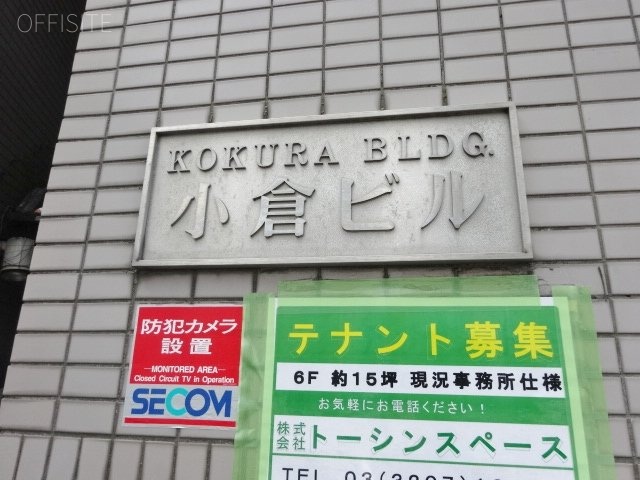 OFFISITE
KOKURA BLDG.
小倉ビル
防犯カメラ
設置
—MONITORED AREA—
Closed Circuit TV in Operation
SECOM
テナント募集
6F 約15坪 現況事務所仕様
お気軽にお電話ください!
株式会社 トーシンスペース
TEL 03(3807)